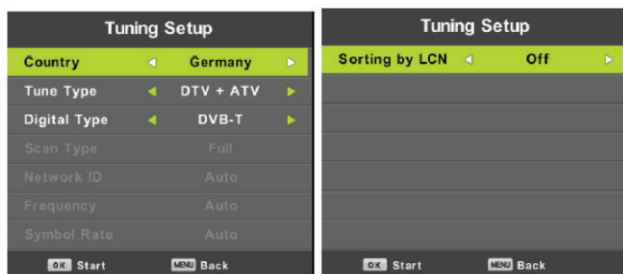 Tuning Setup
Country Germany
Tune Type DTV + ATV
Digital Type DVB-T
Scan Type Full
Network ID Auto
Frequency Auto
Symbol Rate Auto
OK Start MENU Back
Tuning Setup
Sorting by LCN Off
OK Start MENU Back